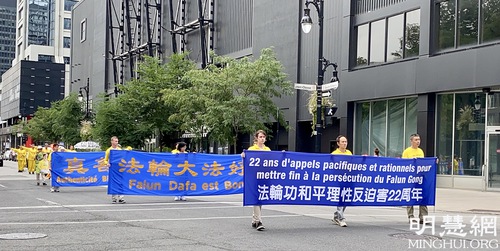 22 ans d'appels pacifiques et rationnels pour
mettre fin à la persécution du Falun Gong
法輪功和平理性反迫害22周年
法輪大法好
Falun Dafa est Bon
真
Authenticité
明慧網
MINGHUI.ORG